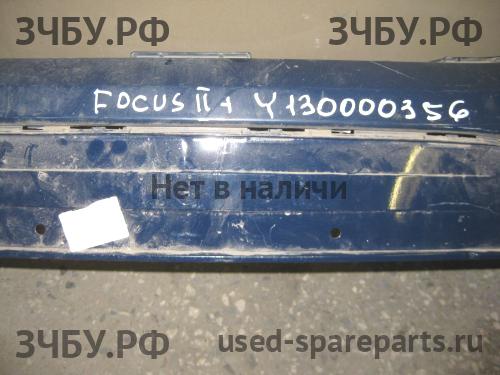 ЗЧБУ.РФ ЗЧБУ.РФ
FOCUS II + Y130000356
Нет в наличи
ЗЧБУ.РФ used-spareparts.ru